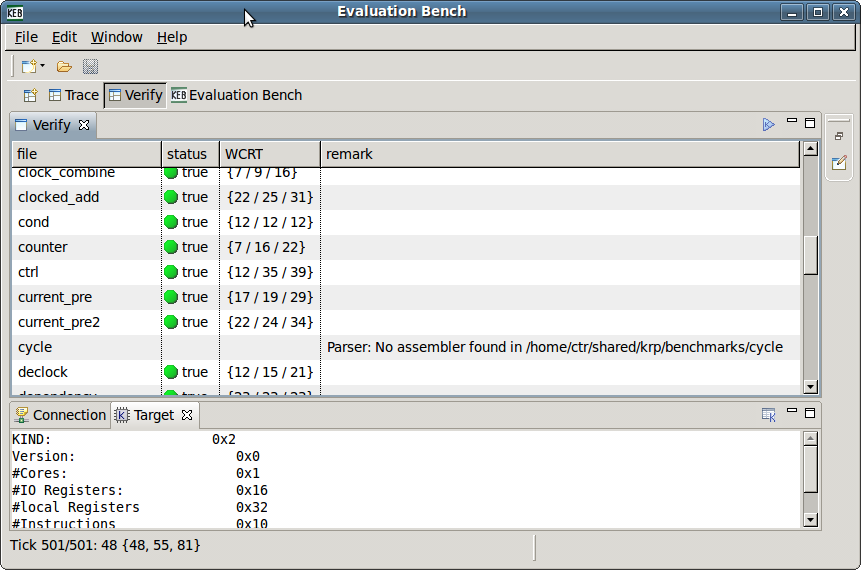 KEB Evaluation Bench
File Edit Window Help
Trace Verify KEB Evaluation Bench
Verify
file status WCRT remark
clock_combine true {7 / 9 / 16}
clocked_add true {22 / 25 / 31}
cond true {12 / 12 / 12}
counter true {7 / 16 / 22}
ctrl true {12 / 35 / 39}
current_pre true {17 / 19 / 29}
current_pre2 true {22 / 24 / 34}
cycle Parser: No assembler found in /home/ctr/shared/krp/benchmarks/cycle
declock true {12 / 15 / 21}
dependency true
Connection Target
KIND: 0x2
Version: 0x0
#Cores: 0x1
#IO Registers: 0x16
#local Registers 0x32
#Instructions 0x10
Tick 501/501: 48 {48, 55, 81}